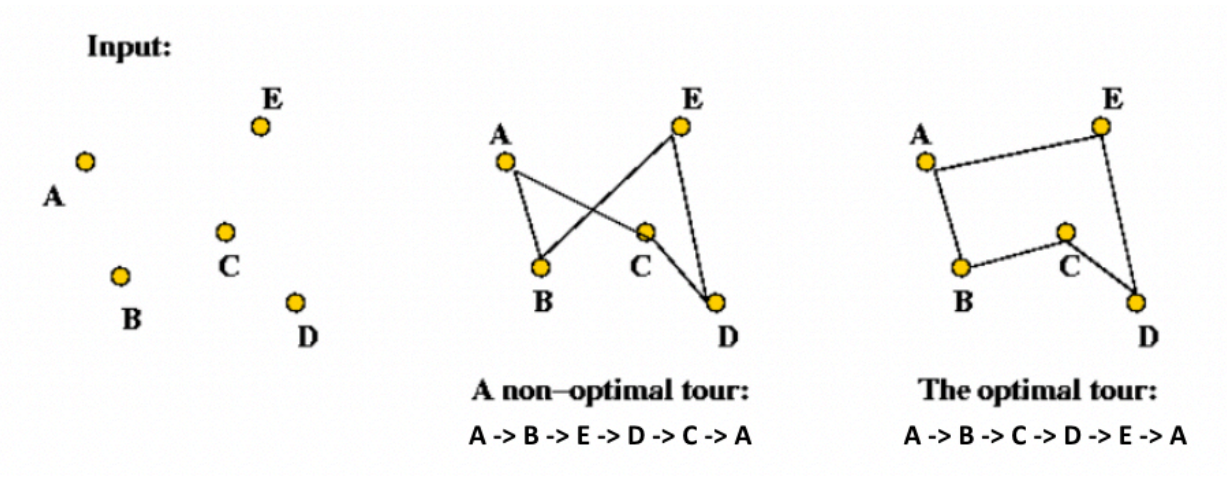 Input:
E
A
C
B
D
A
E
C
B
D
A non-optimal tour:
A -> B -> E -> D -> C -> A
A
E
C
B
D
The optimal tour:
A -> B -> C -> D -> E -> A